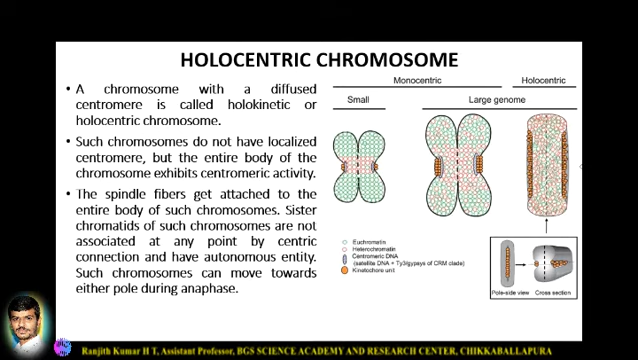 HOLOCENTRIC CHROMOSOME
• A chromosome with a diffused
centromere is called holokinetic or
holocentric chromosome.
• Such chromosomes do not have localized
centromere, but the entire body of the
chromosome exhibits centromeric activity.
• The spindle fibers get attached to the
entire body of such chromosomes. Sister
chromatids of such chromosomes are not
associated at any point by centric
connection and have autonomous entity.
Such chromosomes can move towards
either pole during anaphase.
Monocentric
Holocentric
Small
Large genome
Euchromatin
Heterochromatin
Centromeric DNA
(satellite DNA + Ty3/gypsy of CRM clade)
Kinetochore unit
Pole-side view
Cross section
Ranjith Kumar H T, Assistant Professor, BGS SCIENCE ACADEMY AND RESEARCH CENTER, CHIKKABALLAPURA